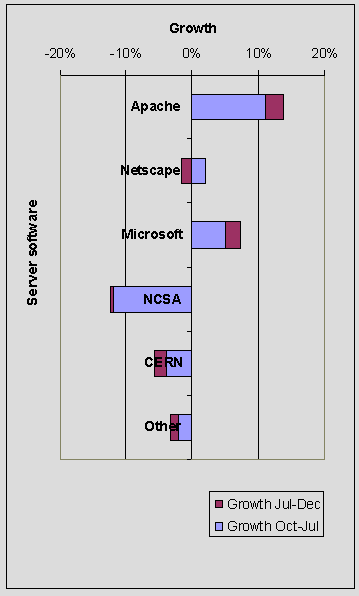 Growth
-20% -10% 0% 10% 20%
Apache
Netscape
Microsoft
NCSA
CERN
Other
Server software
Growth Jul-Dec
Growth Oct-Jul